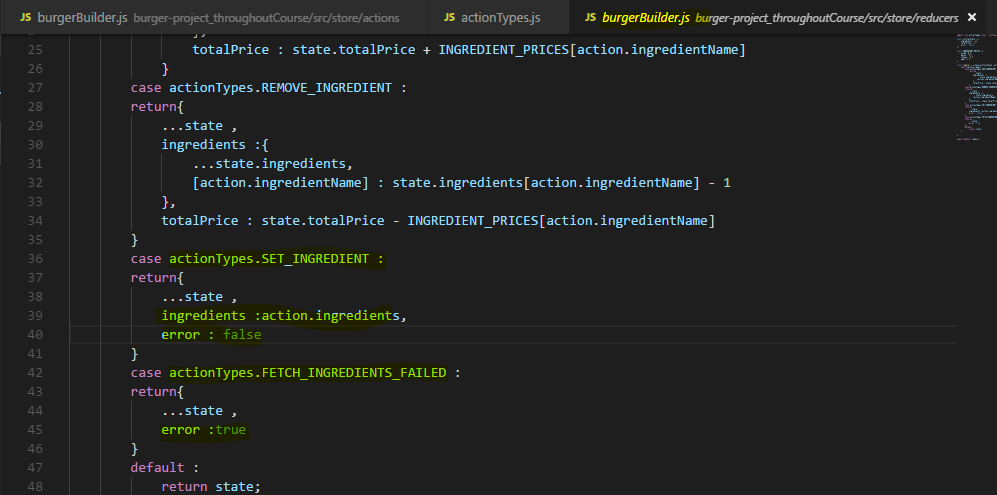 JS burgerBuilder.js burger-project_throughoutCourse/src/store/actions JS actionTypes.js JS burgerBuilder.js burger-project_throughoutCourse/src/store/reducers ×
25 totalPrice : state.totalPrice + INGREDIENT_PRICES[action.ingredientName]
26 }
27 case actionTypes.REMOVE_INGREDIENT :
28 return{
29 ...state ,
30 ingredients :{
31 ...state.ingredients,
32 [action.ingredientName] : state.ingredients[action.ingredientName] - 1
33 },
34 totalPrice : state.totalPrice - INGREDIENT_PRICES[action.ingredientName]
35 }
36 case actionTypes.SET_INGREDIENT :
37 return{
38 ...state ,
39 ingredients :action.ingredients,
40 error : false
41 }
42 case actionTypes.FETCH_INGREDIENTS_FAILED :
43 return{
44 ...state ,
45 error :true
46 }
47 default :
48 return state;